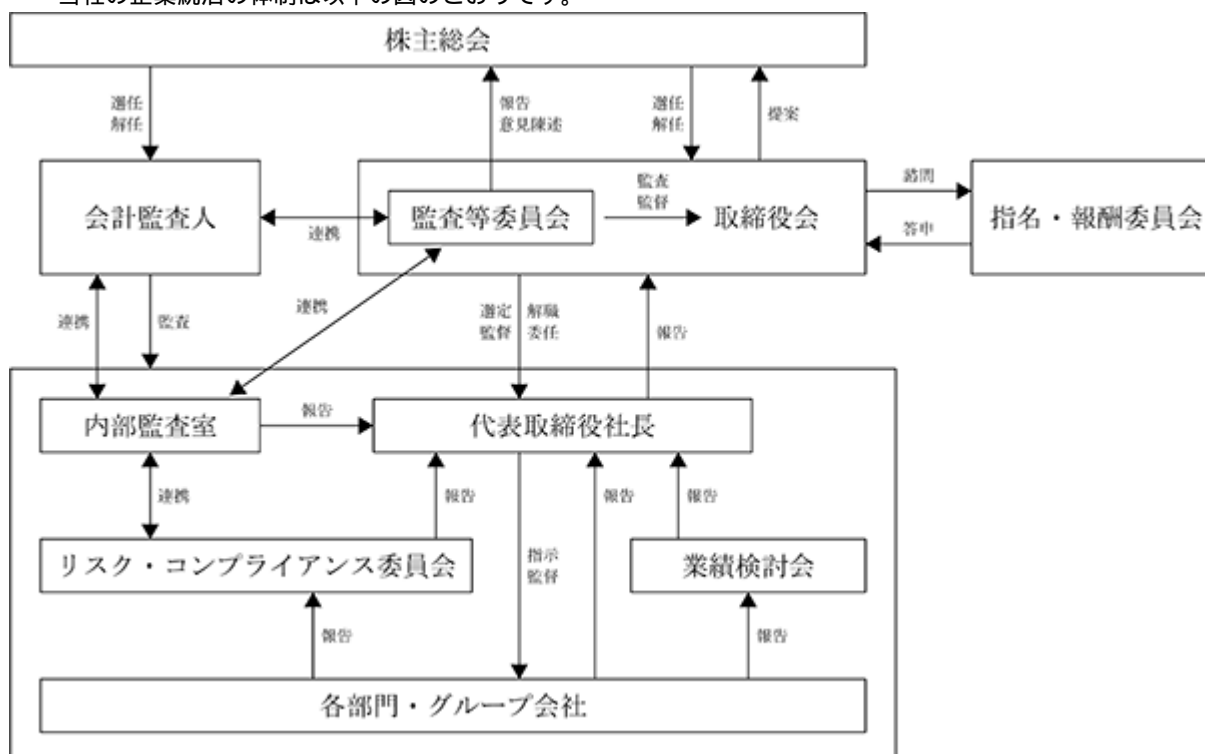 当社の企業統治の体制は以下の図のとおりです。
株主総会
選任
解任
報告
意見陳述
選任
解任
提案
会計監査人
連携
監査等委員会
監査
監督
取締役会
諮問
答申
指名・報酬委員会
連携
監査
連携
選定 解職
監督 委任
報告
内部監査室
報告
代表取締役社長
連携
報告
報告
報告
リスク・コンプライアンス委員会
指示
監督
業績検討会
報告
報告
各部門・グループ会社